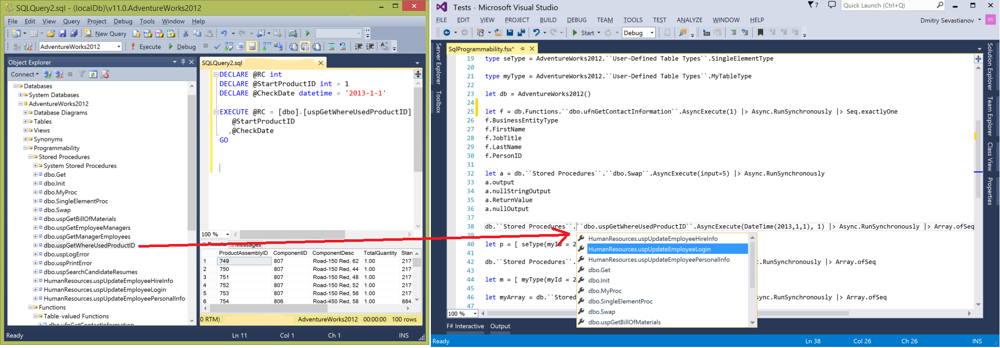 SQLQuery2.sql - (localDb)\v11.0.AdventureWorks2012
File Edit View Query Project Debug Tools Window Help
New Query
AdventureWorks2012
Execute
Debug
Object Explorer
Connect
Databases
System Databases
AdventureWorks2012
Database Diagrams
Tables
Views
Synonyms
Programmability
Stored Procedures
System Stored Procedures
dbo.Get
dbo.Init
dbo.MyProc
dbo.SingleElementProc
dbo.Swap
dbo.uspGetBillOfMaterials
dbo.uspGetEmployeeManagers
dbo.uspGetManagerEmployees
dbo.uspGetWhereUsedProductID
dbo.uspLogError
dbo.uspPrintError
dbo.uspSearchCandidateResumes
HumanResources.uspUpdateEmployeeHireInfo
HumanResources.uspUpdateEmployeeLogin
HumanResources.uspUpdateEmployeePersonalInfo
Functions
Table-valued Functions
dbo.ufnGetContactInformation
SQLQuery2.sql
DECLARE @RC int
DECLARE @StartProductID int = 1
DECLARE @CheckDate datetime = '2013-1-1'
EXECUTE @RC = [dbo].[uspGetWhereUsedProductID]
@StartProductID
,@CheckDate
GO
100 %
Results Messages
ProductAssemblyID ComponentID ComponentDesc TotalQuantity Stan
1 749 807 Road-150 Red, 62 1.00 217
2 750 807 Road-150 Red, 44 1.00 217
3 751 807 Road-150 Red, 48 1.00 217
4 752 807 Road-150 Red, 52 1.00 217
5 753 807 Road-150 Red, 56 1.00 217
6 754 806 Road-450 Red, 58 1.00 884.
0 RTM) AdventureWorks2012 00:00:00 100 rows
Ready Ln 11 Col 1 Ch 1 INS
Tests - Microsoft Visual Studio
7
Quick Launch (Ctrl+Q)
FILE EDIT VIEW PROJECT BUILD DEBUG TEAM TOOLS TEST ANALYZE WINDOW HELP
Dmitry Sevastianov
DS
Start
Debug
Server Explorer
Toolbox
SqlProgrammability.fsx*
19 type seType = AdventureWorks2012.``User-Defined Table Types``.SingleElementType
20
21 type myType = AdventureWorks2012.``User-Defined Table Types``.MyTableType
22
23 let db = AdventureWorks2012()
24
25 let f = db.Functions.``dbo.ufnGetContactInformation``.AsyncExecute(1) |> Async.RunSynchronously |> Seq.exactlyOne
26 f.BusinessEntityType
27 f.FirstName
28 f.JobTitle
29 f.LastName
30 f.PersonID
31
32 let a = db.``Stored Procedures``.``dbo.Swap``.AsyncExecute(input=5) |> Async.RunSynchronously
33 a.output
34 a.nullStringOutput
35 a.ReturnValue
36 a.nullOutput
37
38 db.``Stored Procedures``.``dbo.uspGetWhereUsedProductID``.AsyncExecute(DateTime(2013,1,1), 1) |> Async.RunSynchronously |> Array.ofSeq
39
40 let p = [ seType(myId = 2
41
42 db.``Stored Procedures``. nc.RunSynchronously |> Array.ofSeq
43
44 let m = [ myType(myId = 2
45
46 let myArray = db.``Stored ync.RunSynchronously |> Array.ofSeq
47
HumanResources.uspUpdateEmployeeHireInfo
HumanResources.uspUpdateEmployeeLogin
HumanResources.uspUpdateEmployeePersonalInfo
dbo.Get
dbo.Init
dbo.MyProc
dbo.SingleElementProc
dbo.Swap
dbo.uspGetBillOfMaterials
100 %
F# Interactive Output
Solution Explorer
Team Explorer
Class View
Properties
Ready Ln 38 Col 26 Ch 26 INS